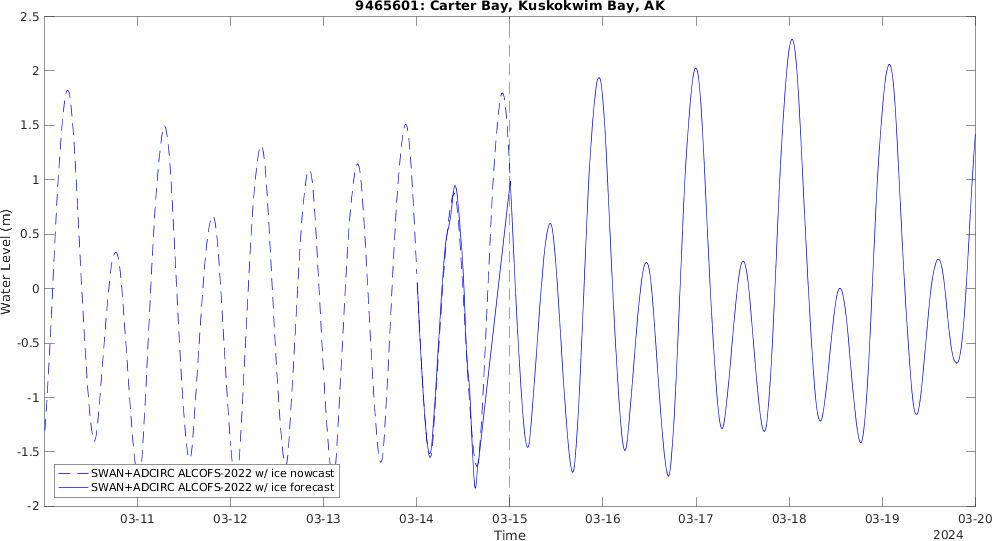 9465601: Carter Bay, Kuskokwim Bay, AK
2.5
2
1.5
1
0.5
0
-0.5
-1
-1.5
-2
Water Level (m)
SWAN+ADCIRC ALCOFS-2022 w/ ice nowcast
SWAN+ADCIRC ALCOFS-2022 w/ ice forecast
03-11 03-12 03-13 03-14 03-15 03-16 03-17 03-18 03-19 03-20
Time
2024